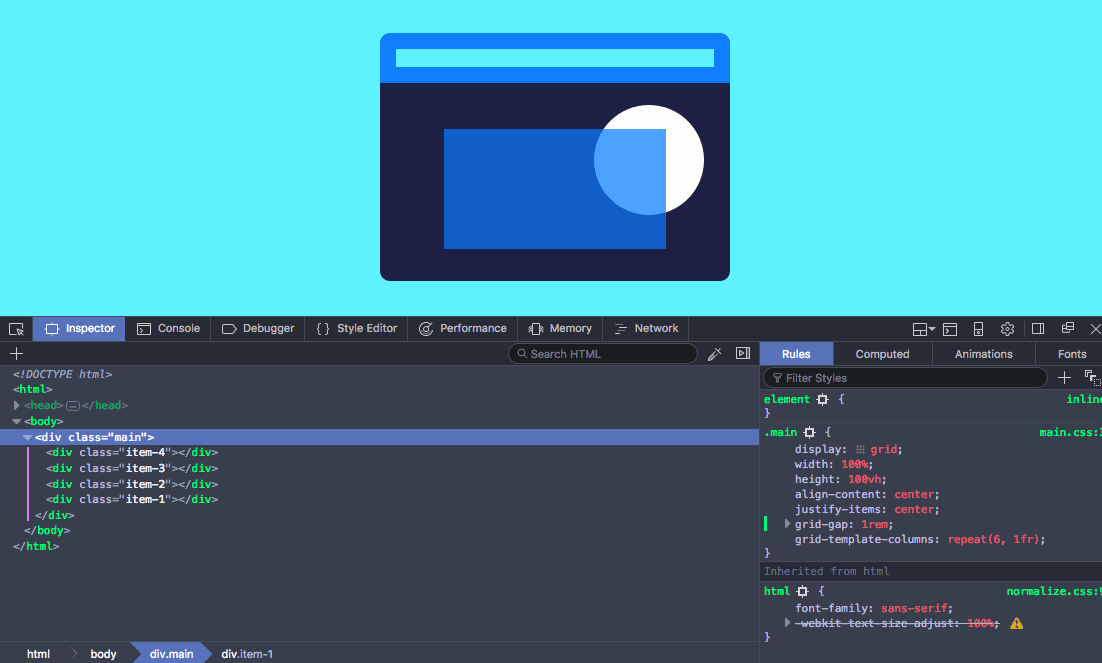 Inspector Console Debugger {} Style Editor Performance Memory Network
Search HTML
Rules Computed Animations Fonts
Filter Styles
<!DOCTYPE html>
<html>
<head>…</head>
<body>
<div class="main">
<div class="item-4"></div>
<div class="item-3"></div>
<div class="item-2"></div>
<div class="item-1"></div>
</div>
</body>
</html>
html body div.main div.item-1
element { inline
}
.main { main.css:3
display: grid;
width: 100%;
height: 100vh;
align-content: center;
justify-items: center;
grid-gap: 1rem;
grid-template-columns: repeat(6, 1fr);
}
Inherited from html
html { normalize.css:9
font-family: sans-serif;
-webkit-text-size-adjust: 100%;
}